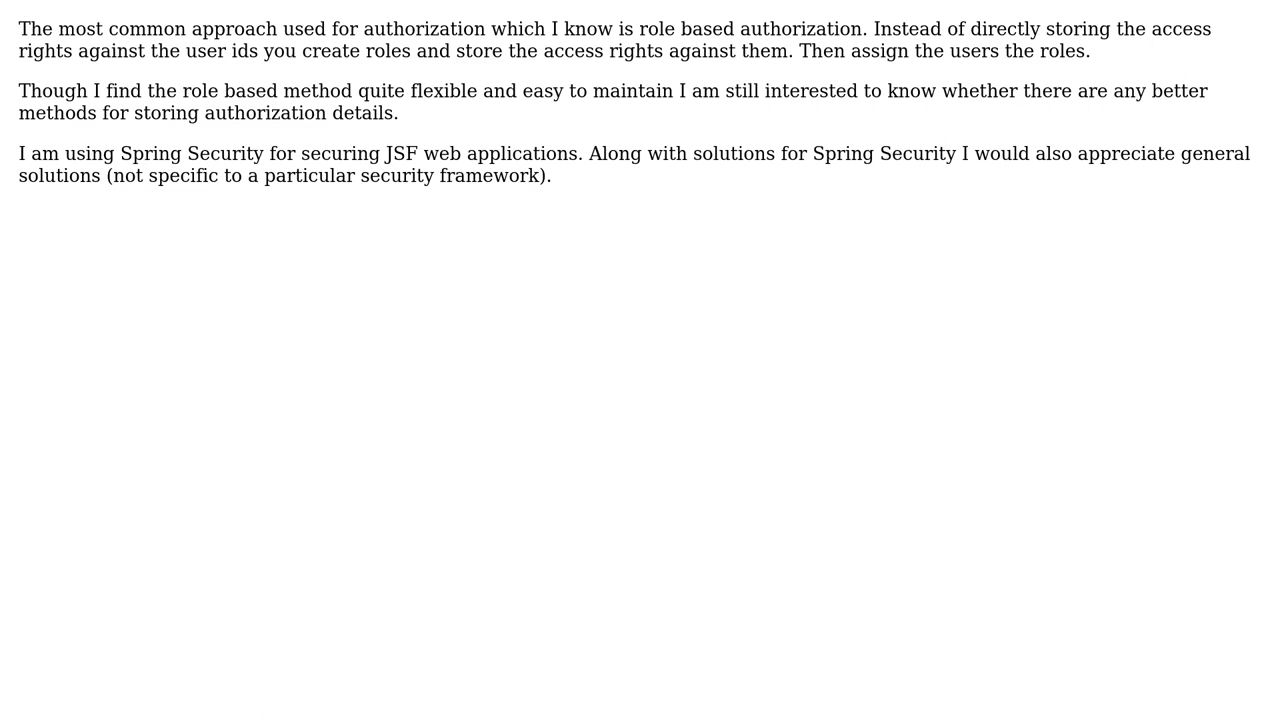 The most common approach used for authorization which I know is role based authorization. Instead of directly storing the access
rights against the user ids you create roles and store the access rights against them. Then assign the users the roles.
Though I find the role based method quite flexible and easy to maintain I am still interested to know whether there are any better
methods for storing authorization details.
I am using Spring Security for securing JSF web applications. Along with solutions for Spring Security I would also appreciate general
solutions (not specific to a particular security framework).